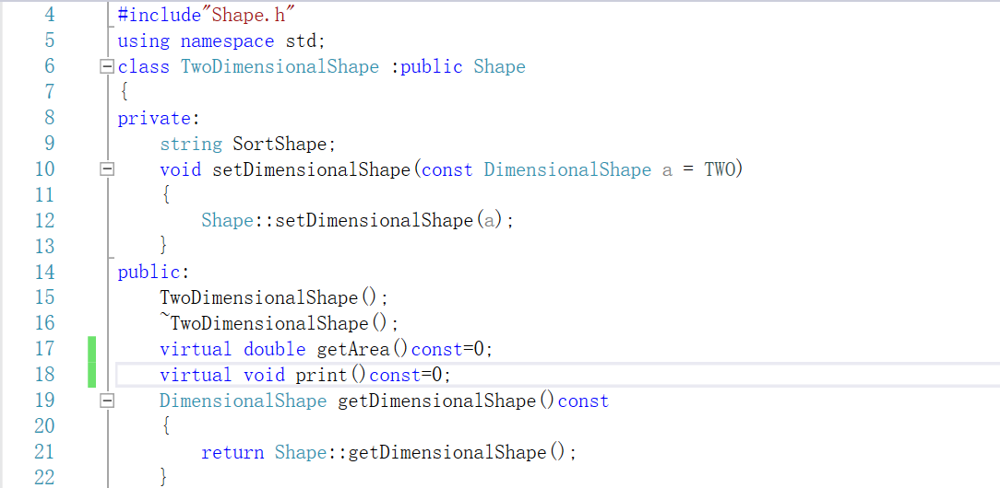 4 #include"Shape.h"
5 using namespace std;
6 class TwoDimensionalShape :public Shape
7 {
8 private:
9 string SortShape;
10 void setDimensionalShape(const DimensionalShape a = TWO)
11 {
12 Shape::setDimensionalShape(a);
13 }
14 public:
15 TwoDimensionalShape();
16 ~TwoDimensionalShape();
17 virtual double getArea()const=0;
18 virtual void print()const=0;
19 DimensionalShape getDimensionalShape()const
20 {
21 return Shape::getDimensionalShape();
22 }